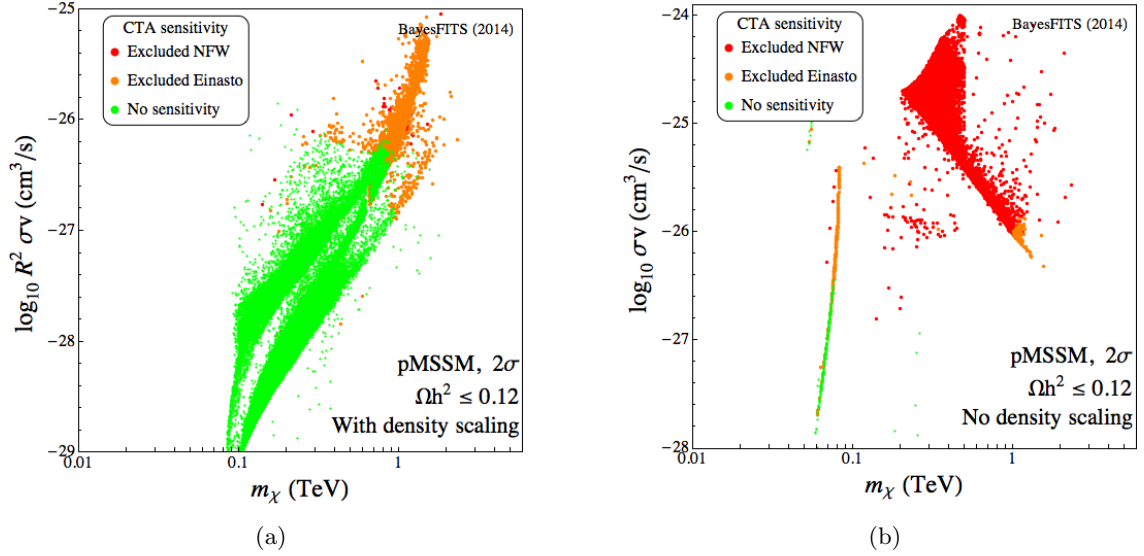 CTA sensitivity
Excluded NFW
Excluded Einasto
No sensitivity
BayesFITS (2014)
-25
-26
-27
-28
-29
log₁₀ R² σv (cm³/s)
pMSSM, 2σ
Ωh² ≤ 0.12
With density scaling
0.01
0.1
1
mχ (TeV)
(a)
CTA sensitivity
Excluded NFW
Excluded Einasto
No sensitivity
BayesFITS (2014)
-24
-25
-26
-27
-28
log₁₀ σv (cm³/s)
pMSSM, 2σ
Ωh² ≤ 0.12
No density scaling
0.01
0.1
1
mχ (TeV)
(b)